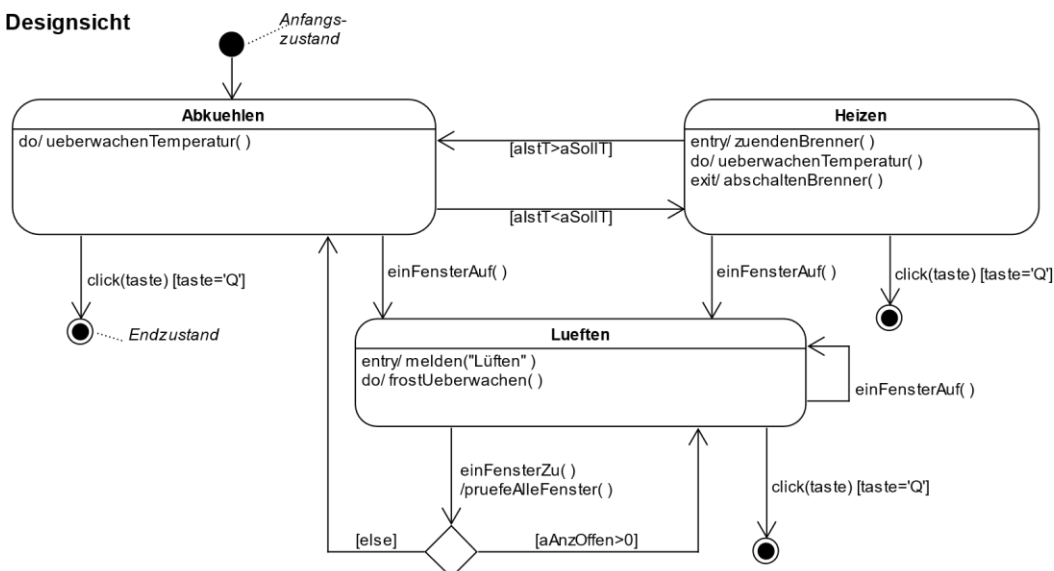 Designsicht
Anfangs-
zustand
Abkuehlen
do/ ueberwachenTemperatur( )
Heizen
entry/ zuendenBrenner( )
do/ ueberwachenTemperatur( )
exit/ abschaltenBrenner( )
[aIstT>aSollT]
[aIstT<aSollT]
click(taste) [taste='Q']
einFensterAuf( )
einFensterAuf( )
click(taste) [taste='Q']
Endzustand
Lueften
entry/ melden("Lüften" )
do/ frostUeberwachen( )
einFensterAuf( )
einFensterZu( )
/pruefeAlleFenster( )
click(taste) [taste='Q']
[else]
[aAnzOffen>0]